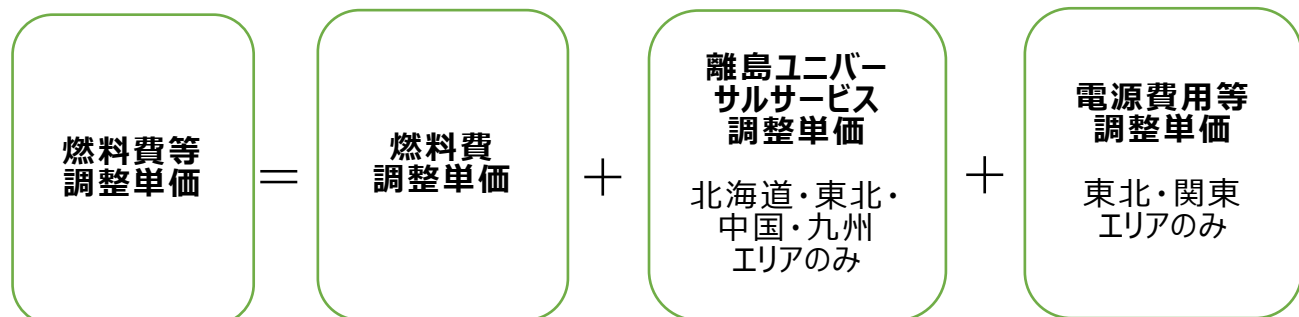 燃料費等
調整単価
＝
燃料費
調整単価
＋
離島ユニバー
サルサービス
調整単価
北海道・東北・
中国・九州
エリアのみ
＋
電源費用等
調整単価
東北・関東
エリアのみ